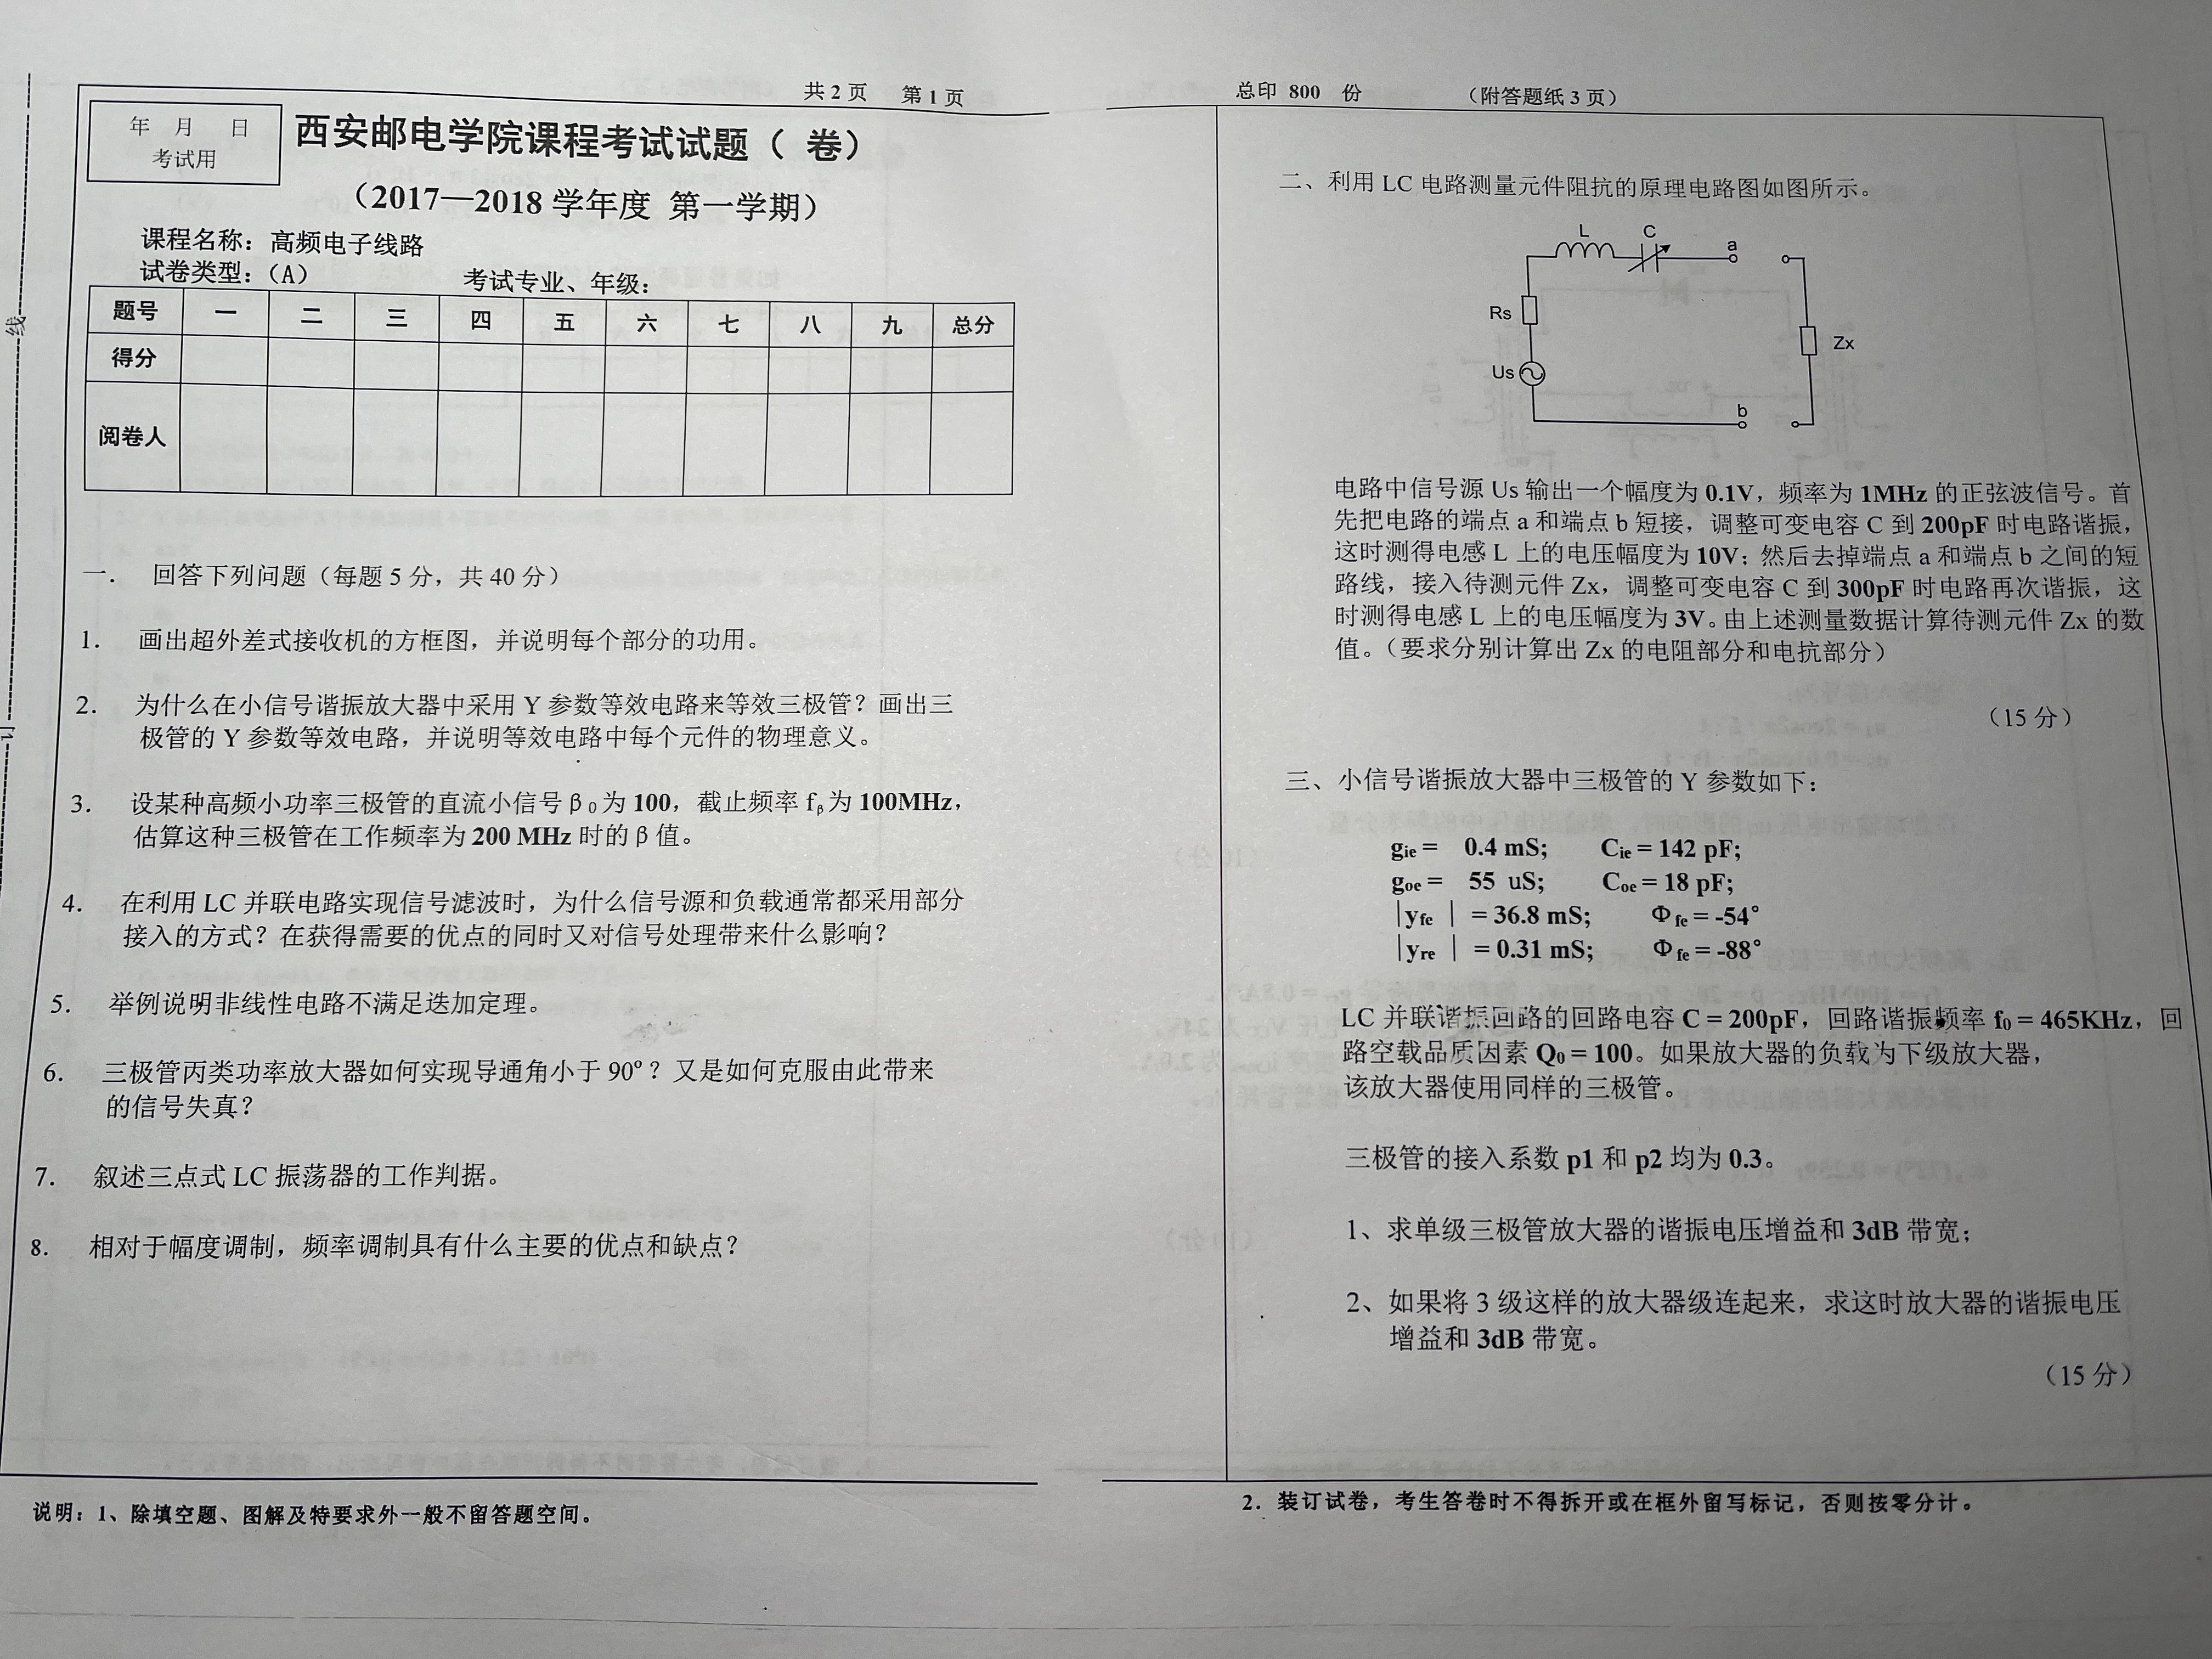 共 2 页 第 1 页
年 月 日
考试用
西安邮电学院课程考试试题（ 卷）
（2017—2018 学年度 第一学期）
课程名称：高频电子线路
试卷类型：（A） 考试专业、年级：
题号 一 二 三 四 五 六 七 八 九 总分
得分
阅卷人
线
一． 回答下列问题（每题 5 分，共 40 分）
1. 画出超外差式接收机的方框图，并说明每个部分的功用。
2. 为什么在小信号谐振放大器中采用 Y 参数等效电路来等效三极管？画出三
极管的 Y 参数等效电路，并说明等效电路中每个元件的物理意义。
3. 设某种高频小功率三极管的直流小信号β₀为 100，截止频率 fᵦ为 100MHz，
估算这种三极管在工作频率为 200 MHz 时的β值。
4. 在利用 LC 并联电路实现信号滤波时，为什么信号源和负载通常都采用部分
接入的方式？在获得需要的优点的同时又对信号处理带来什么影响？
5. 举例说明非线性电路不满足迭加定理。
6. 三极管丙类功率放大器如何实现导通角小于 90°？又是如何克服由此带来
的信号失真？
7. 叙述三点式 LC 振荡器的工作判据。
8. 相对于幅度调制，频率调制具有什么主要的优点和缺点？
说明：1、除填空题、图解及特要求外一般不留答题空间。
总印 800 份 （附答题纸 3 页）
二、利用 LC 电路测量元件阻抗的原理电路图如图所示。
L C a
Rs Zx
Us
b
电路中信号源 Us 输出一个幅度为 0.1V，频率为 1MHz 的正弦波信号。首
先把电路的端点 a 和端点 b 短接，调整可变电容 C 到 200pF 时电路谐振，
这时测得电感 L 上的电压幅度为 10V；然后去掉端点 a 和端点 b 之间的短
路线，接入待测元件 Zx，调整可变电容 C 到 300pF 时电路再次谐振，这
时测得电感 L 上的电压幅度为 3V。由上述测量数据计算待测元件 Zx 的数
值。（要求分别计算出 Zx 的电阻部分和电抗部分）
（15 分）
三、小信号谐振放大器中三极管的 Y 参数如下：
gie = 0.4 mS; Cie = 142 pF;
goe = 55 uS; Coe = 18 pF;
|yfe | = 36.8 mS; Φfe = -54°
|yre | = 0.31 mS; Φfe = -88°
LC 并联谐振回路的回路电容 C = 200pF，回路谐振频率 f₀ = 465KHz，回
路空载品质因素 Q₀ = 100。如果放大器的负载为下级放大器，
该放大器使用同样的三极管。
三极管的接入系数 p1 和 p2 均为 0.3。
1、求单级三极管放大器的谐振电压增益和 3dB 带宽；
2、如果将 3 级这样的放大器级连起来，求这时放大器的谐振电压
增益和 3dB 带宽。
（15 分）
2．装订试卷，考生答卷时不得拆开或在框外留写标记，否则按零分计。